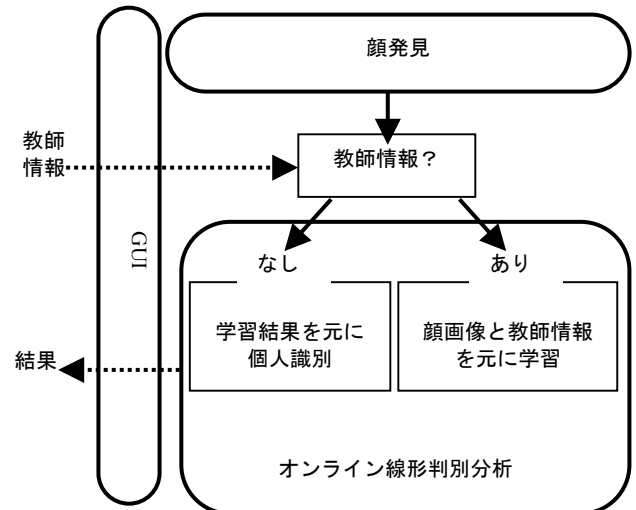 顔発見
教師
情報
教師情報？
GUI
なし
あり
学習結果を元に
個人識別
顔画像と教師情報
を元に学習
結果
オンライン線形判別分析